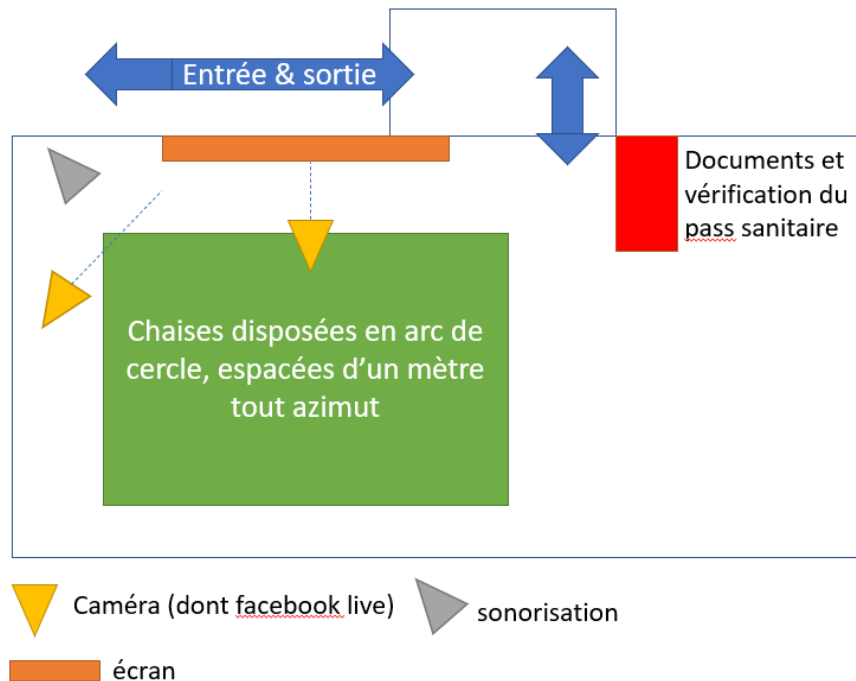 Entrée & sortie
Documents et
vérification du
pass sanitaire
Chaises disposées en arc de
cercle, espacées d’un mètre
tout azimut
Caméra (dont facebook live)
sonorisation
écran